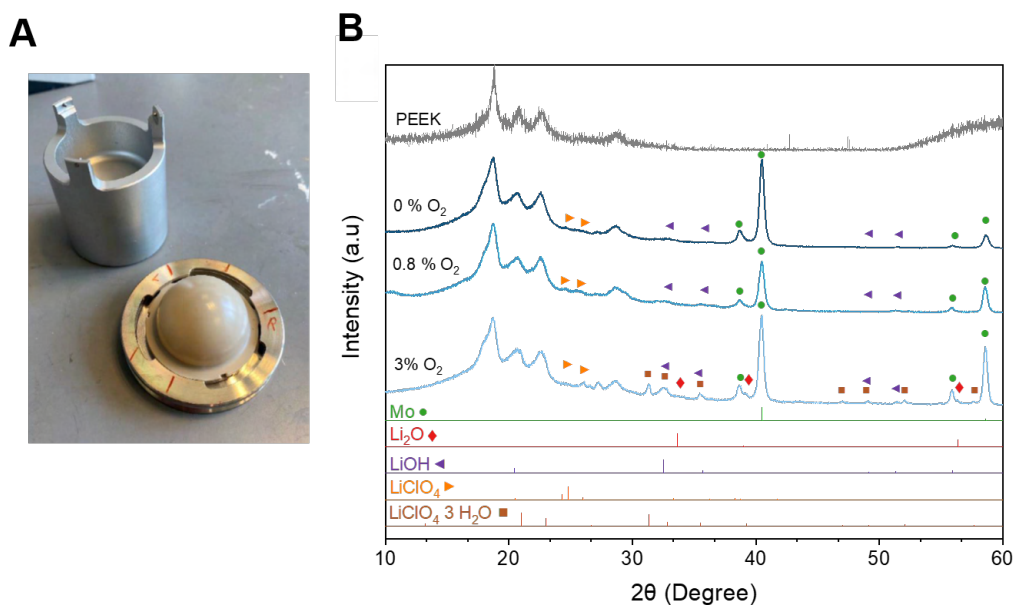 A
B
PEEK
0 % O₂
0.8 % O₂
3% O₂
Mo
Li₂O
LiOH
LiClO₄
LiClO₄ 3 H₂O
10 20 30 40 50 60
2θ (Degree)
Intensity (a.u)